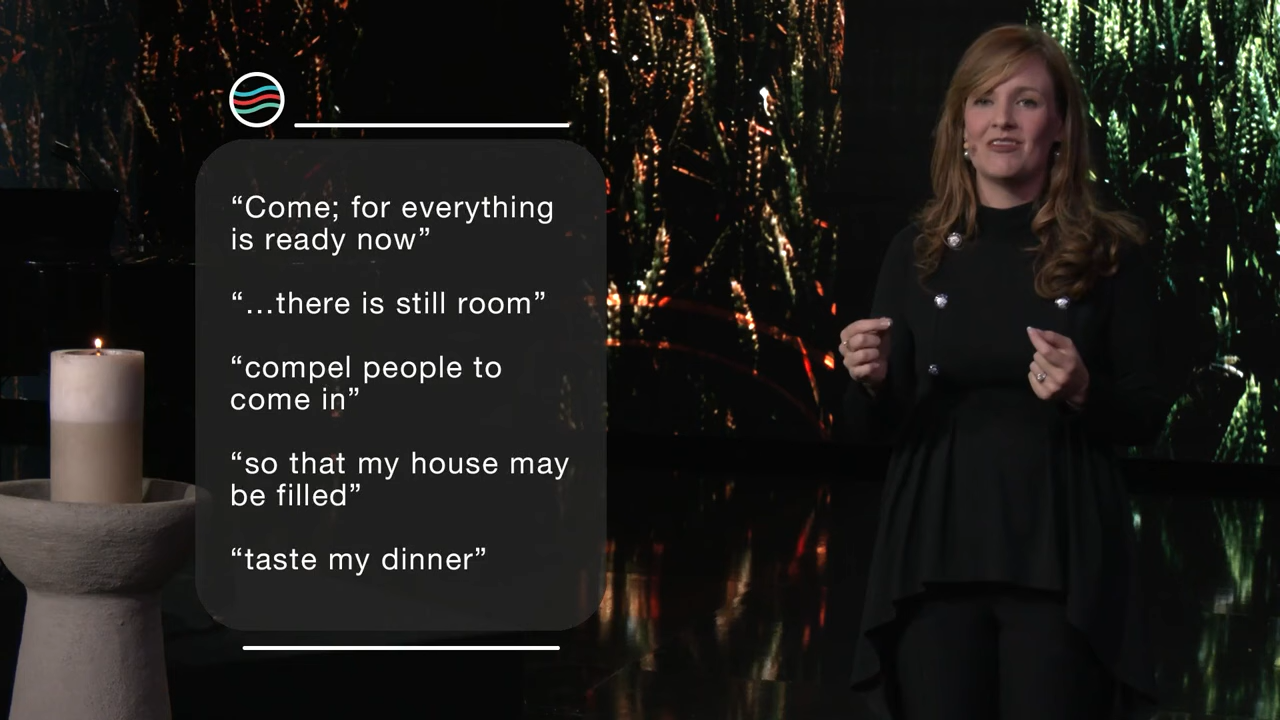 “Come; for everything
is ready now”
“...there is still room”
“compel people to
come in”
“so that my house may
be filled”
“taste my dinner”